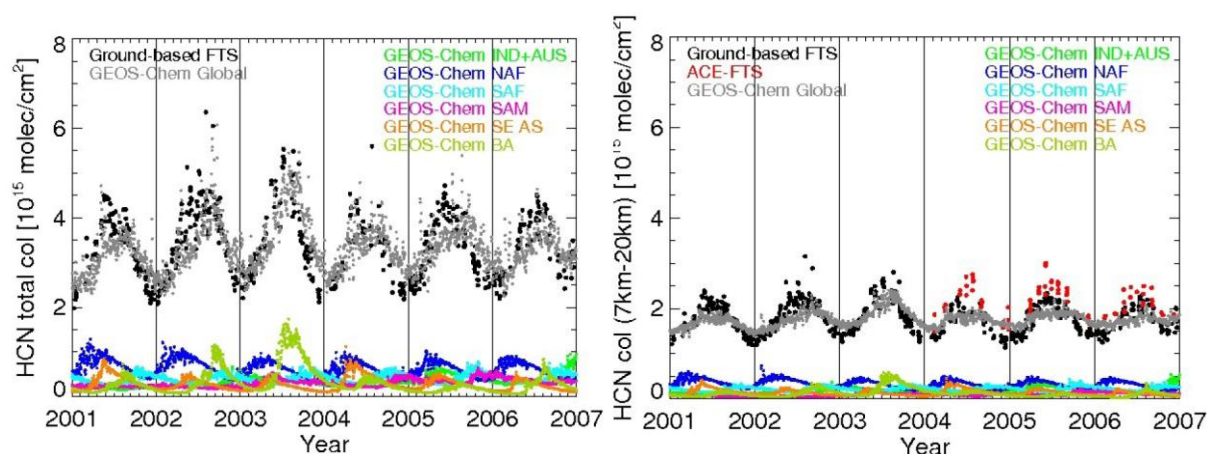 HCN total col [10¹⁵ molec/cm²]
8
6
4
2
0
Ground-based FTS
GEOS-Chem Global
GEOS-Chem IND+AUS
GEOS-Chem NAF
GEOS-Chem SAF
GEOS-Chem SAM
GEOS-Chem SE AS
GEOS-Chem BA
2001 2002 2003 2004 2005 2006 2007
Year
HCN col (7km-20km) [10¹⁵ molec/cm²]
8
6
4
2
0
Ground-based FTS
ACE-FTS
GEOS-Chem Global
GEOS-Chem IND+AUS
GEOS-Chem NAF
GEOS-Chem SAF
GEOS-Chem SAM
GEOS-Chem SE AS
GEOS-Chem BA
2001 2002 2003 2004 2005 2006 2007
Year